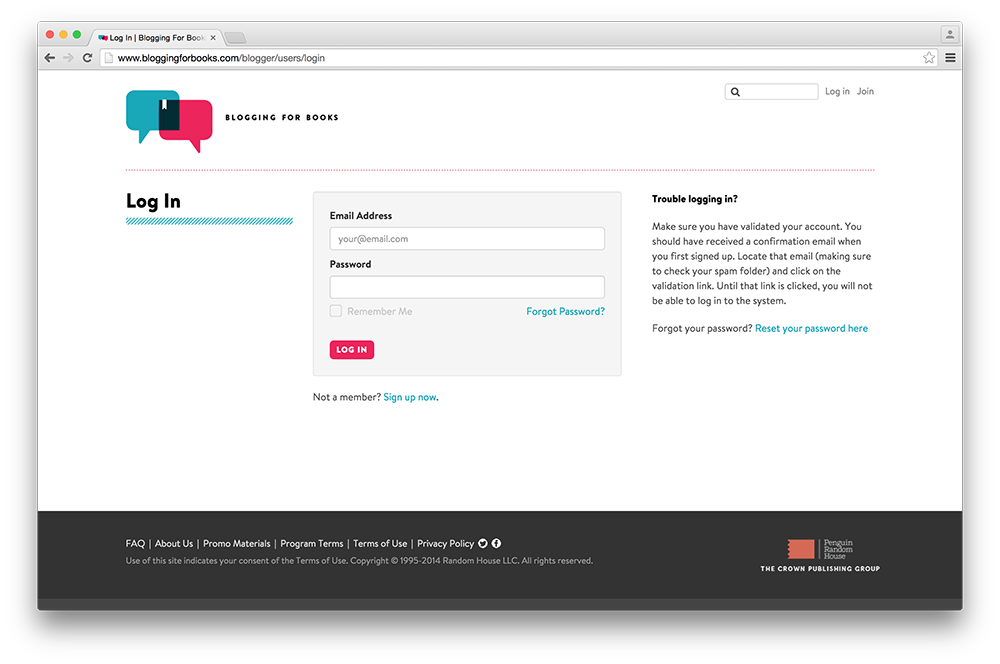 Log In | Blogging For Book
www.bloggingforbooks.com/blogger/users/login
Log in Join
BLOGGING FOR BOOKS
Log In
Email Address
your@email.com
Password
Remember Me
Forgot Password?
LOG IN
Not a member? Sign up now.
Trouble logging in?
Make sure you have validated your account. You
should have received a confirmation email when
you first signed up. Locate that email (making sure
to check your spam folder) and click on the
validation link. Until that link is clicked, you will not
be able to log in to the system.
Forgot your password? Reset your password here
FAQ | About Us | Promo Materials | Program Terms | Terms of Use | Privacy Policy
Use of this site indicates your consent of the Terms of Use. Copyright © 1995-2014 Random House LLC. All rights reserved.
Penguin
Random
House
THE CROWN PUBLISHING GROUP